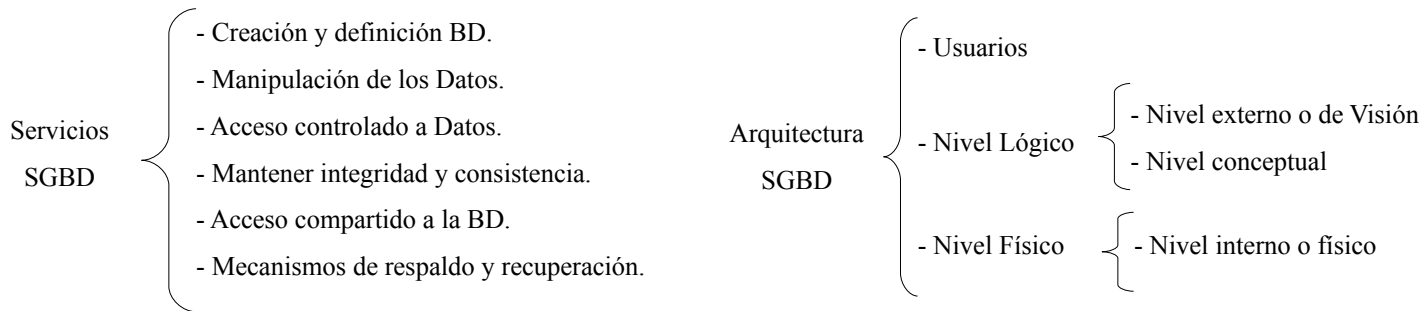 Servicios
SGBD
- Creación y definición BD.
- Manipulación de los Datos.
- Acceso controlado a Datos.
- Mantener integridad y consistencia.
- Acceso compartido a la BD.
- Mecanismos de respaldo y recuperación.
Arquitectura
SGBD
- Usuarios
- Nivel Lógico
- Nivel externo o de Visión
- Nivel conceptual
- Nivel Físico
- Nivel interno o físico